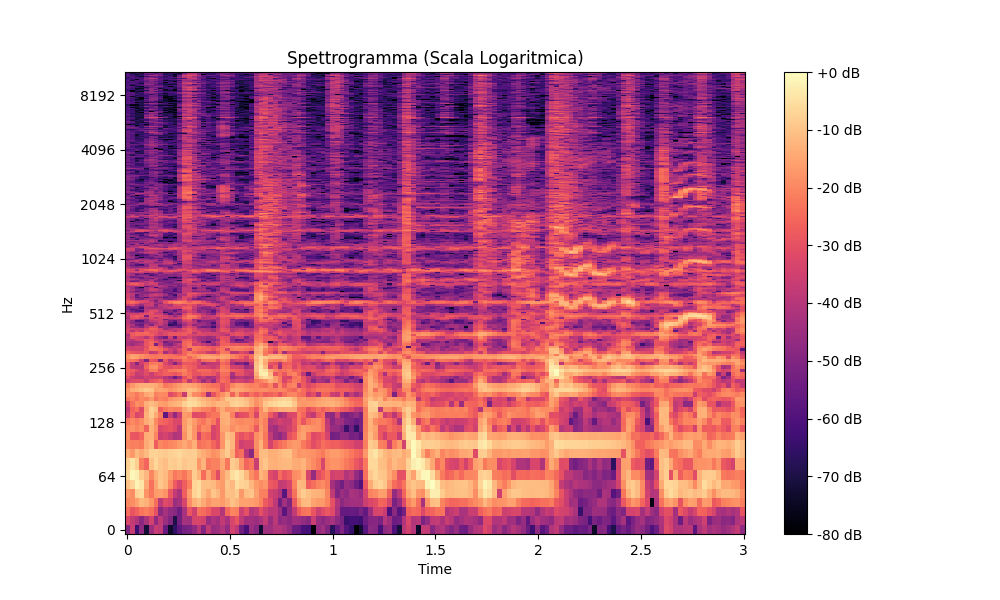 Spettrogramma (Scala Logaritmica)
Hz
8192
4096
2048
1024
512
256
128
64
0
0
0.5
1
1.5
2
2.5
3
Time
+0 dB
-10 dB
-20 dB
-30 dB
-40 dB
-50 dB
-60 dB
-70 dB
-80 dB